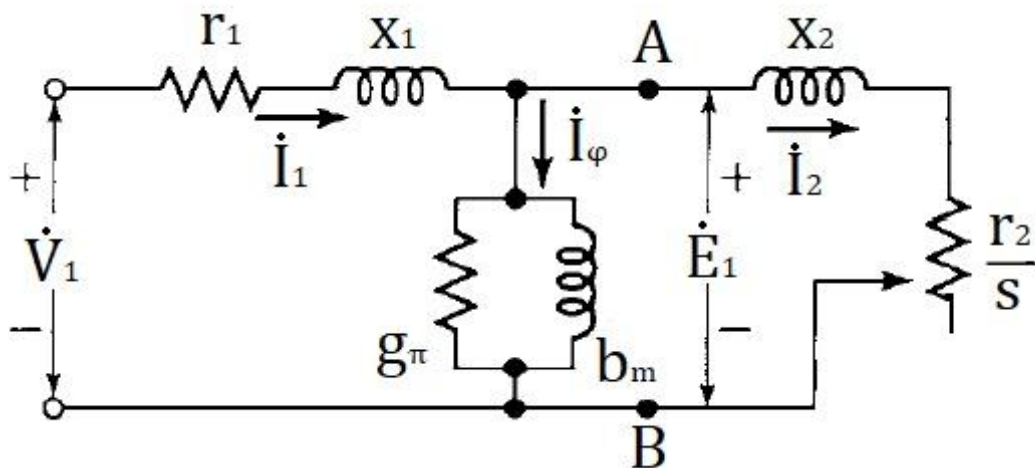 r₁
x₁
A
x₂
İ₁
İφ
İ₂
+
+
V̇₁
Ė₁
r₂
s
−
−
gπ
bm
B